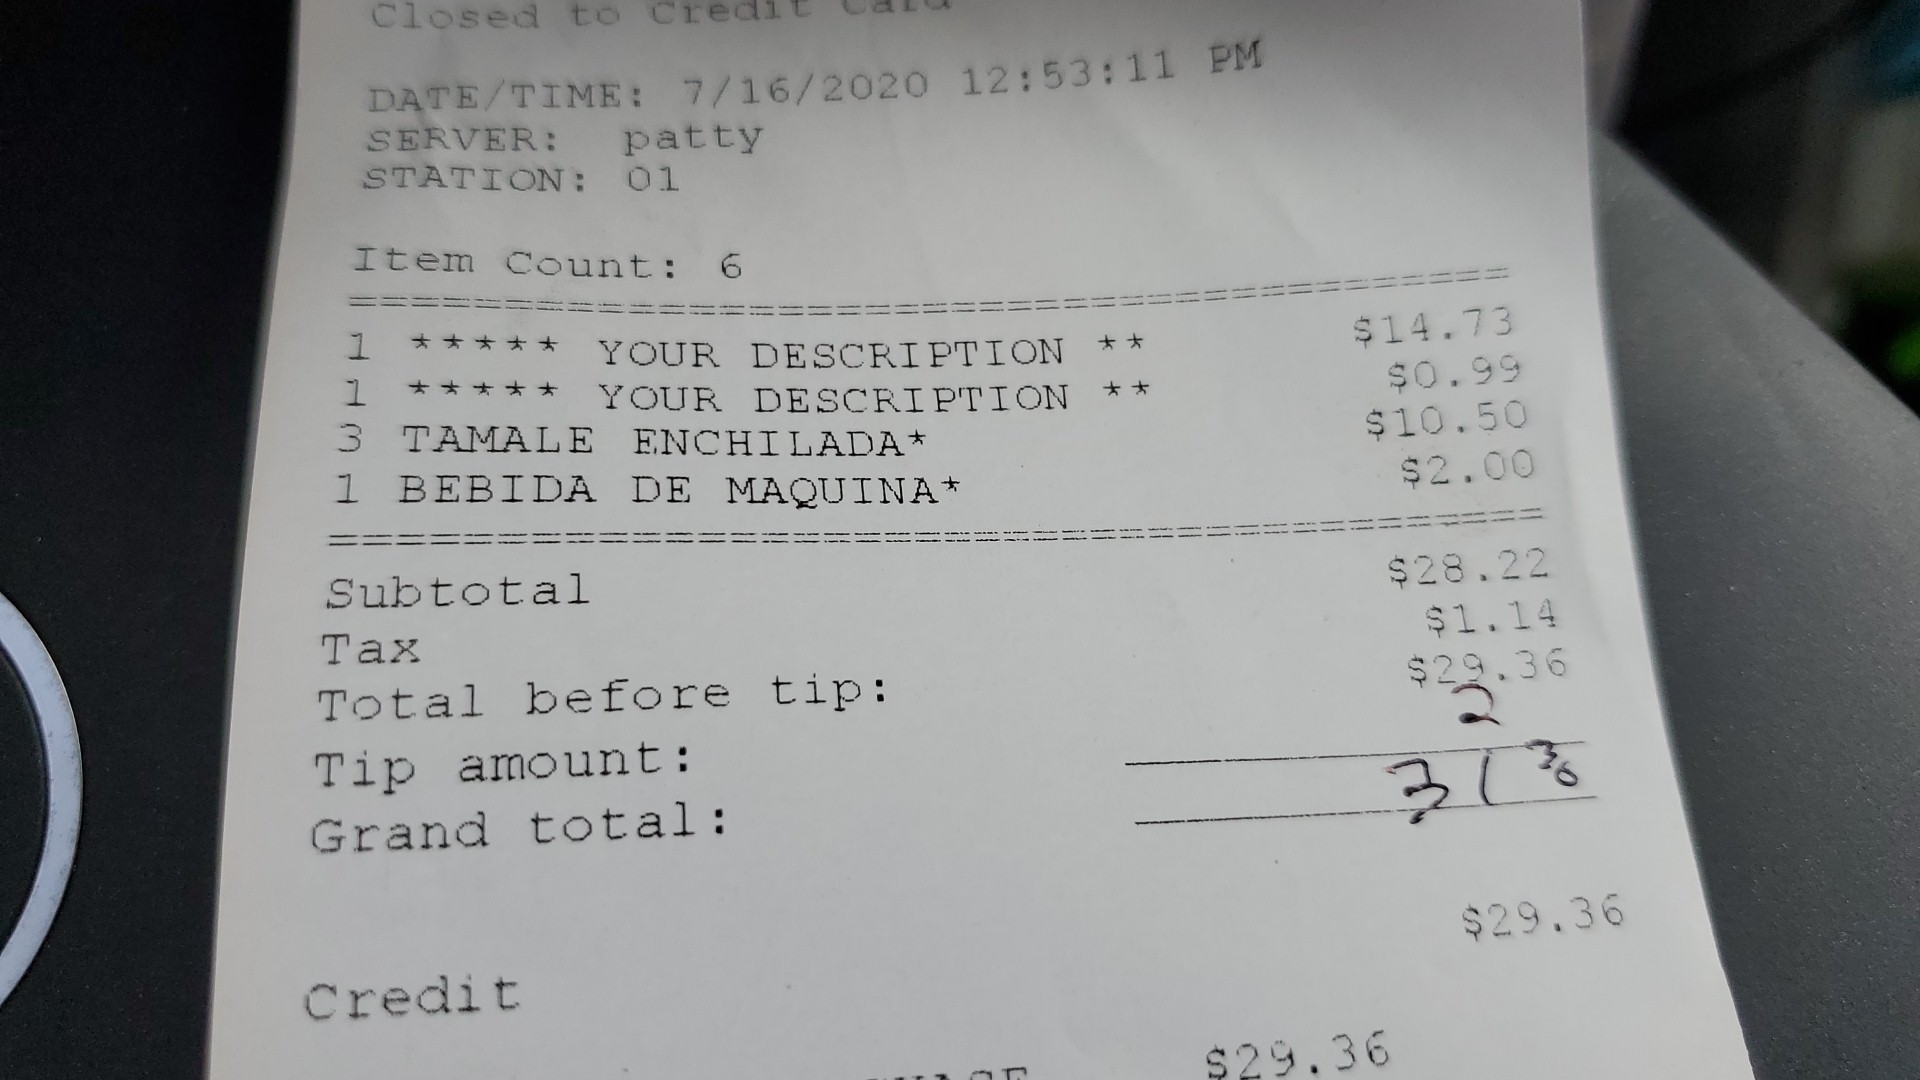 Closed to Credit Card
DATE/TIME: 7/16/2020 12:53:11 PM
SERVER: patty
STATION: 01
Item Count: 6
==================================
1 ***** YOUR DESCRIPTION ** $14.73
1 ***** YOUR DESCRIPTION ** $0.99
3 TAMALE ENCHILADA* $10.50
1 BEBIDA DE MAQUINA* $2.00
==================================
Subtotal $28.22
Tax $1.14
Total before tip: $29.36
Tip amount: 2
Grand total: 31 36
$29.36
Credit
$29.36